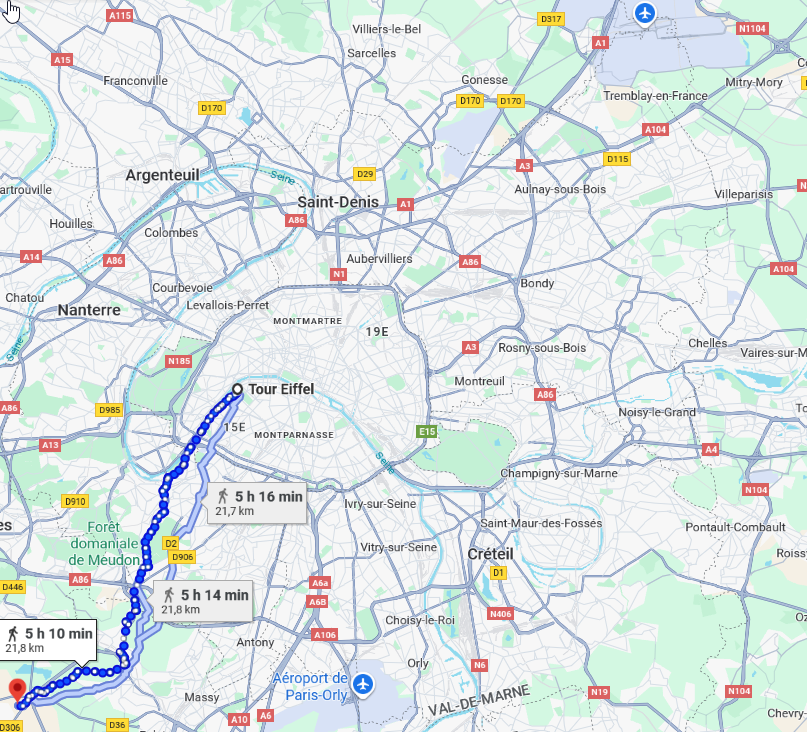 A115
Villiers-le-Bel
D317
N1104
A15
Sarcelles
A1
Franconville
Gonesse
Mitry-Mory
D170
D170
D170
Tremblay-en-France
A104
Argenteuil
Seine
D29
A3
D115
artrouville
Saint-Denis
A1
Aulnay-sous-Bois
Villeparisis
Houilles
A86
Colombes
A14
A86
Aubervilliers
A86
A104
N1
Bondy
Chatou
Courbevoie
Nanterre
Levallois-Perret
MONTMARTRE
19E
Seine
N185
A3
Rosny-sous-Bois
Chelles
Vaires-sur-M
Tour Eiffel
Montreuil
A86
A86
D985
Noisy-le-Grand
15E
MONTPARNASSE
E15
A13
A4
Seine
Champigny-sur-Marne
5 h 16 min
21,7 km
N104
D910
Ivry-sur-Seine
es
Forêt
domaniale
de Meudon
Saint-Maur-des-Fossés
Pontault-Combault
D2
D906
Vitry-sur-Seine
Créteil
Roiss
A86
D446
A6a
D1
5 h 14 min
21,8 km
A6B
N406
Choisy-le-Roi
5 h 10 min
21,8 km
A106
Antony
Orly
N6
Aéroport de
Paris-Orly
Massy
VAL-DE-MARNE
N19
N104
Chevry-
D306
D36
A10
A6